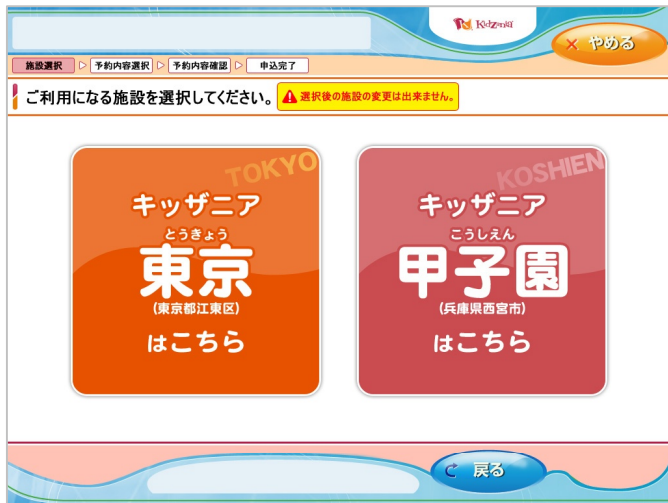 KidZania
× やめる
施設選択 ▷ 予約内容選択 ▷ 予約内容確認 ▷ 申込完了
ご利用になる施設を選択してください。 選択後の施設の変更は出来ません。
TOKYO
キッザニア
とうきょう
東京
(東京都江東区)
はこちら
KOSHIEN
キッザニア
こうしえん
甲子園
(兵庫県西宮市)
はこちら
戻る